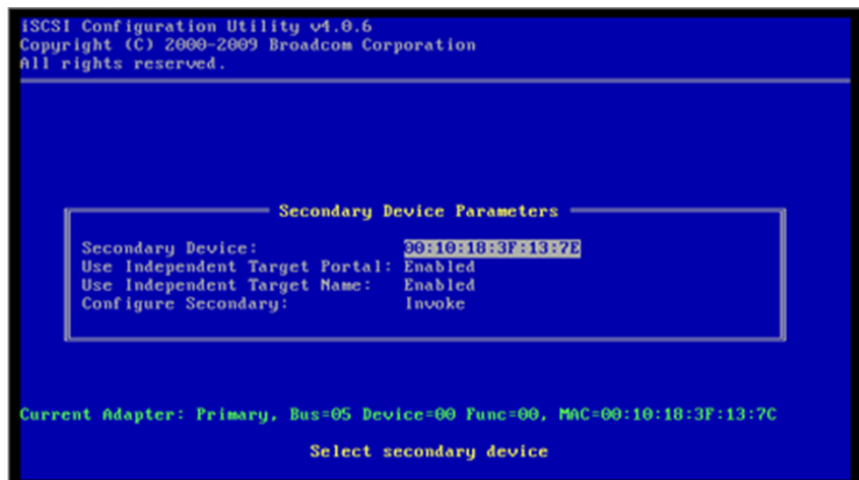 iSCSI Configuration Utility v4.0.6
Copyright (C) 2000-2009 Broadcom Corporation
All rights reserved.
Secondary Device Parameters
Secondary Device: 00:10:18:3F:13:7E
Use Independent Target Portal: Enabled
Use Independent Target Name: Enabled
Configure Secondary: Invoke
Current Adapter: Primary, Bus=05 Device=00 Func=00, MAC=00:10:18:3F:13:7C
Select secondary device